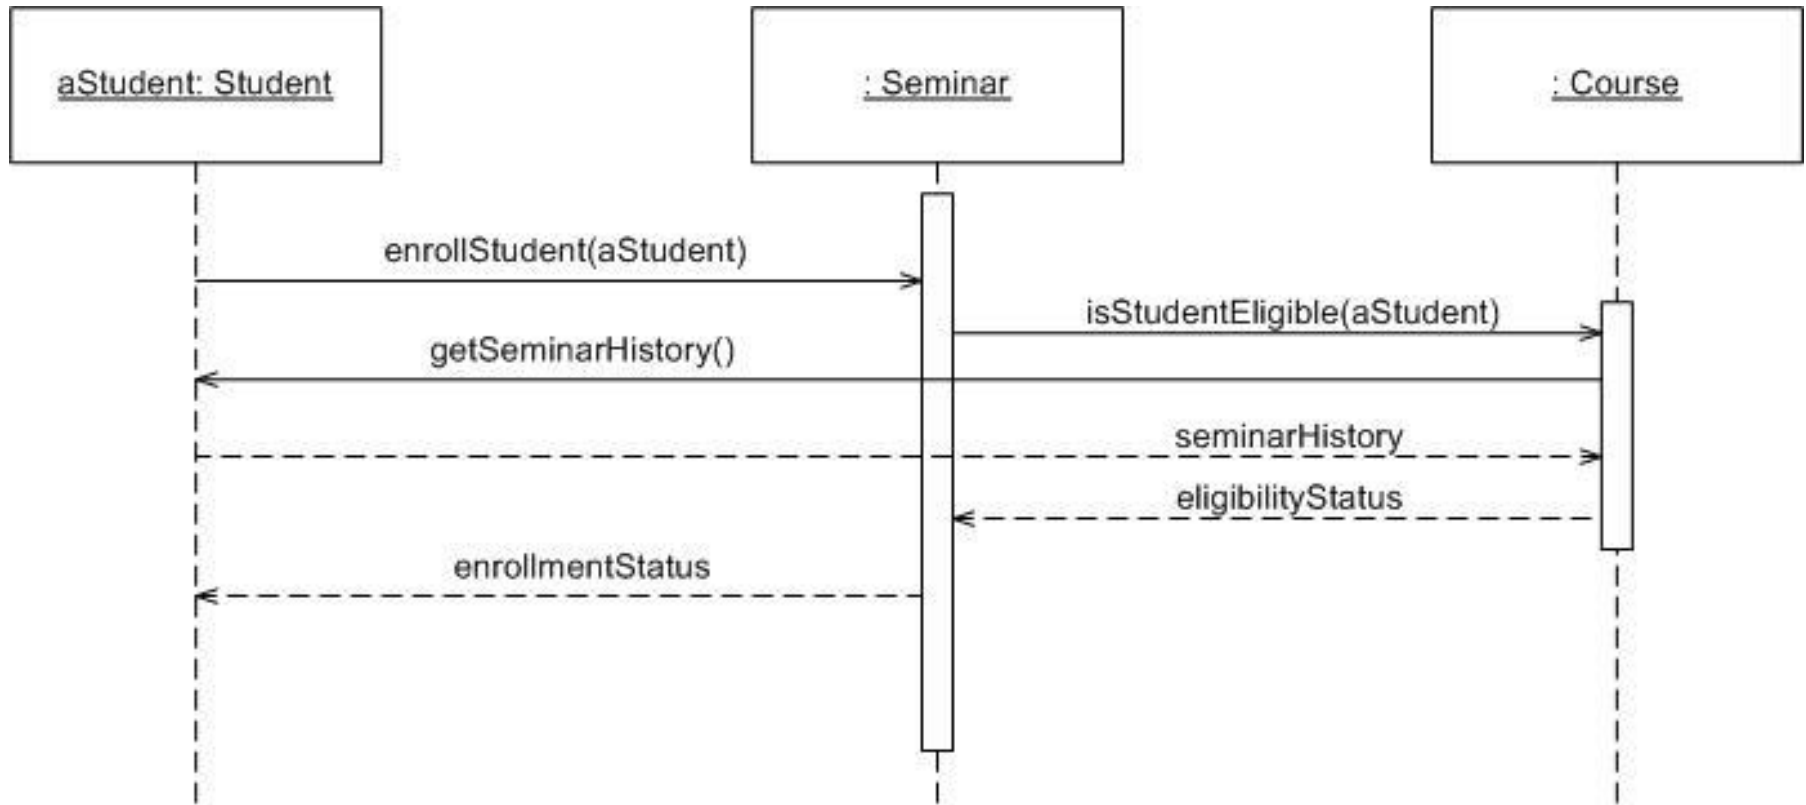 aStudent: Student
: Seminar
: Course
enrollStudent(aStudent)
isStudentEligible(aStudent)
getSeminarHistory()
seminarHistory
eligibilityStatus
enrollmentStatus